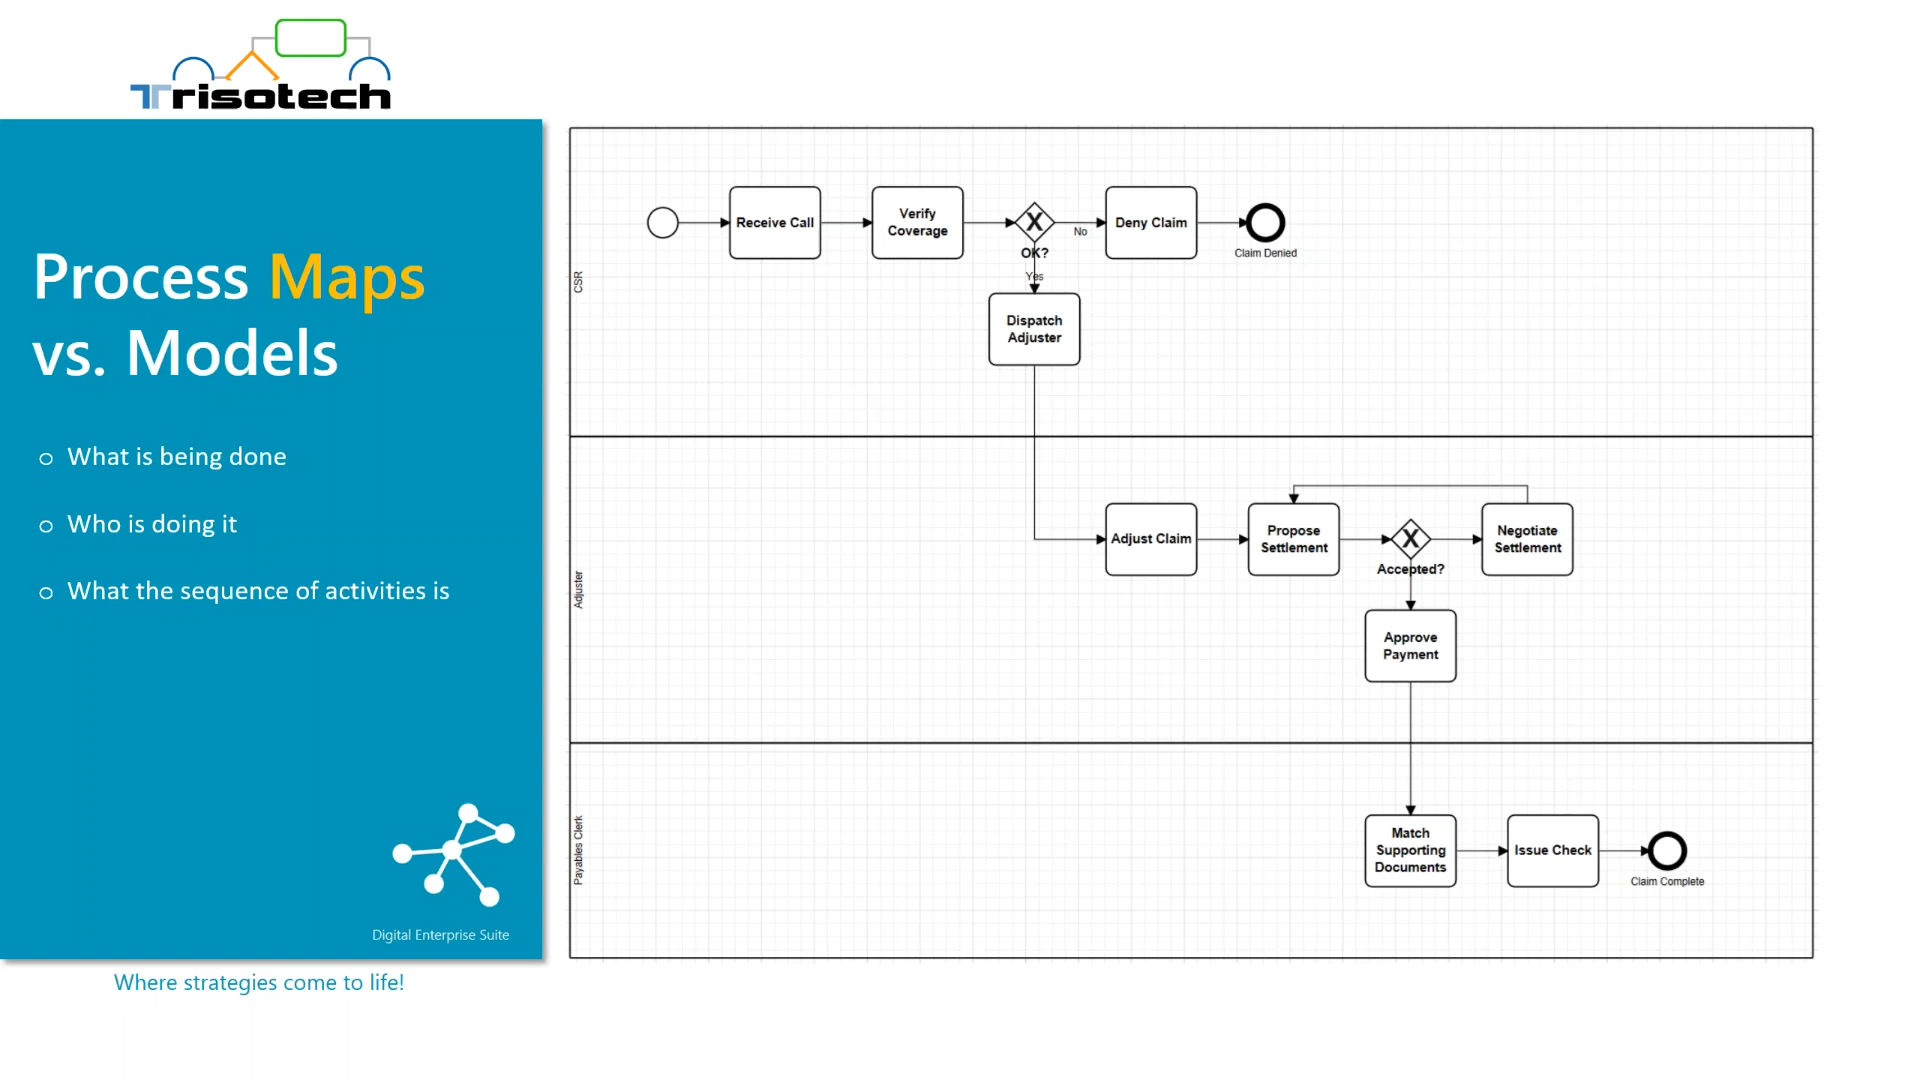 Trisotech
Process Maps
vs. Models
o What is being done
o Who is doing it
o What the sequence of activities is
Digital Enterprise Suite
Where strategies come to life!
CSR
Receive Call
Verify
Coverage
X
OK?
No
Yes
Deny Claim
Claim Denied
Dispatch
Adjuster
Adjuster
Adjust Claim
Propose
Settlement
X
Accepted?
Negotiate
Settlement
Approve
Payment
Payables Clerk
Match
Supporting
Documents
Issue Check
Claim Complete